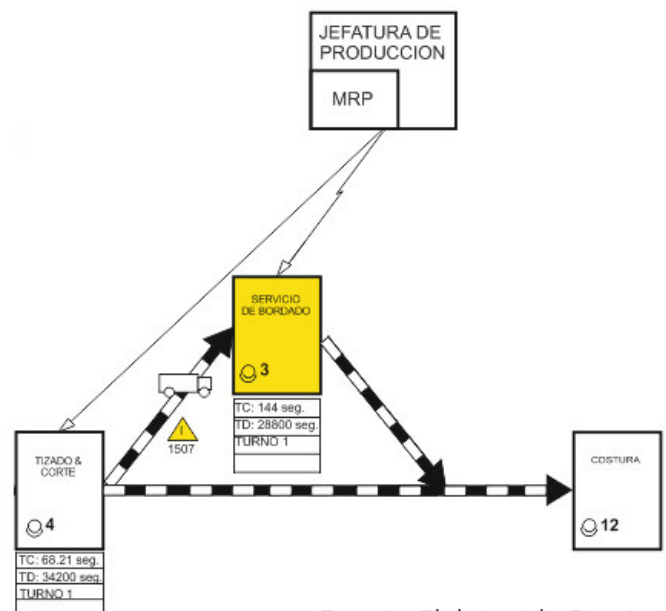 JEFATURA DE
PRODUCCION
MRP
SERVICIO
DE BORDADO
3
TC: 144 seg.
TD: 28800 seg.
TURNO 1
I
1507
TIZADO &
CORTE
4
TC: 68.21 seg.
TD: 34200 seg.
TURNO 1
COSTURA
12